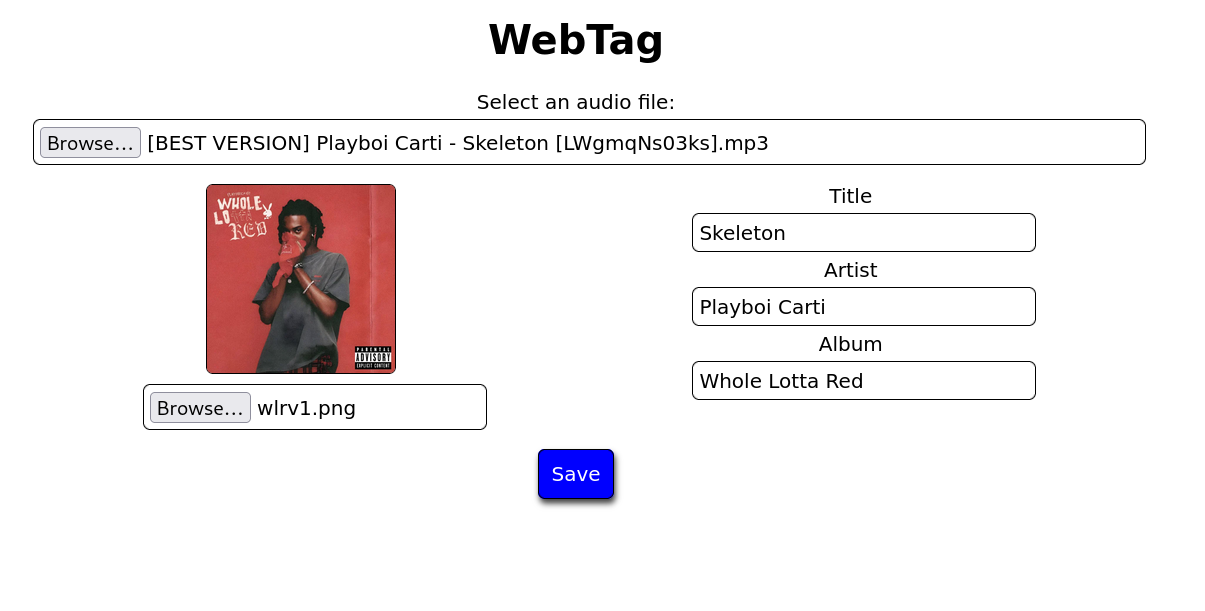 WebTag
Select an audio file:
Browse... [BEST VERSION] Playboi Carti - Skeleton [LWgmqNs03ks].mp3
WHOLE
LOTTA
RED
PARENTAL
ADVISORY
EXPLICIT CONTENT
Browse... wlrv1.png
Title
Skeleton
Artist
Playboi Carti
Album
Whole Lotta Red
Save